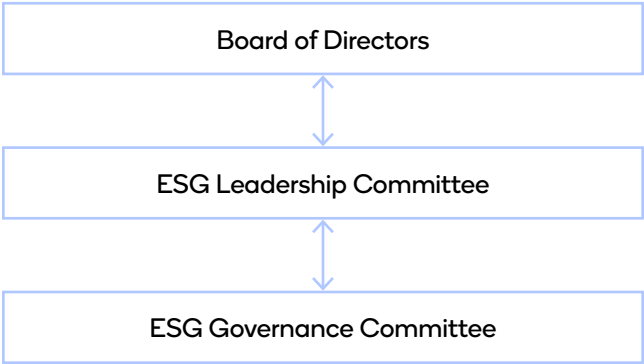 Board of Directors
ESG Leadership Committee
ESG Governance Committee